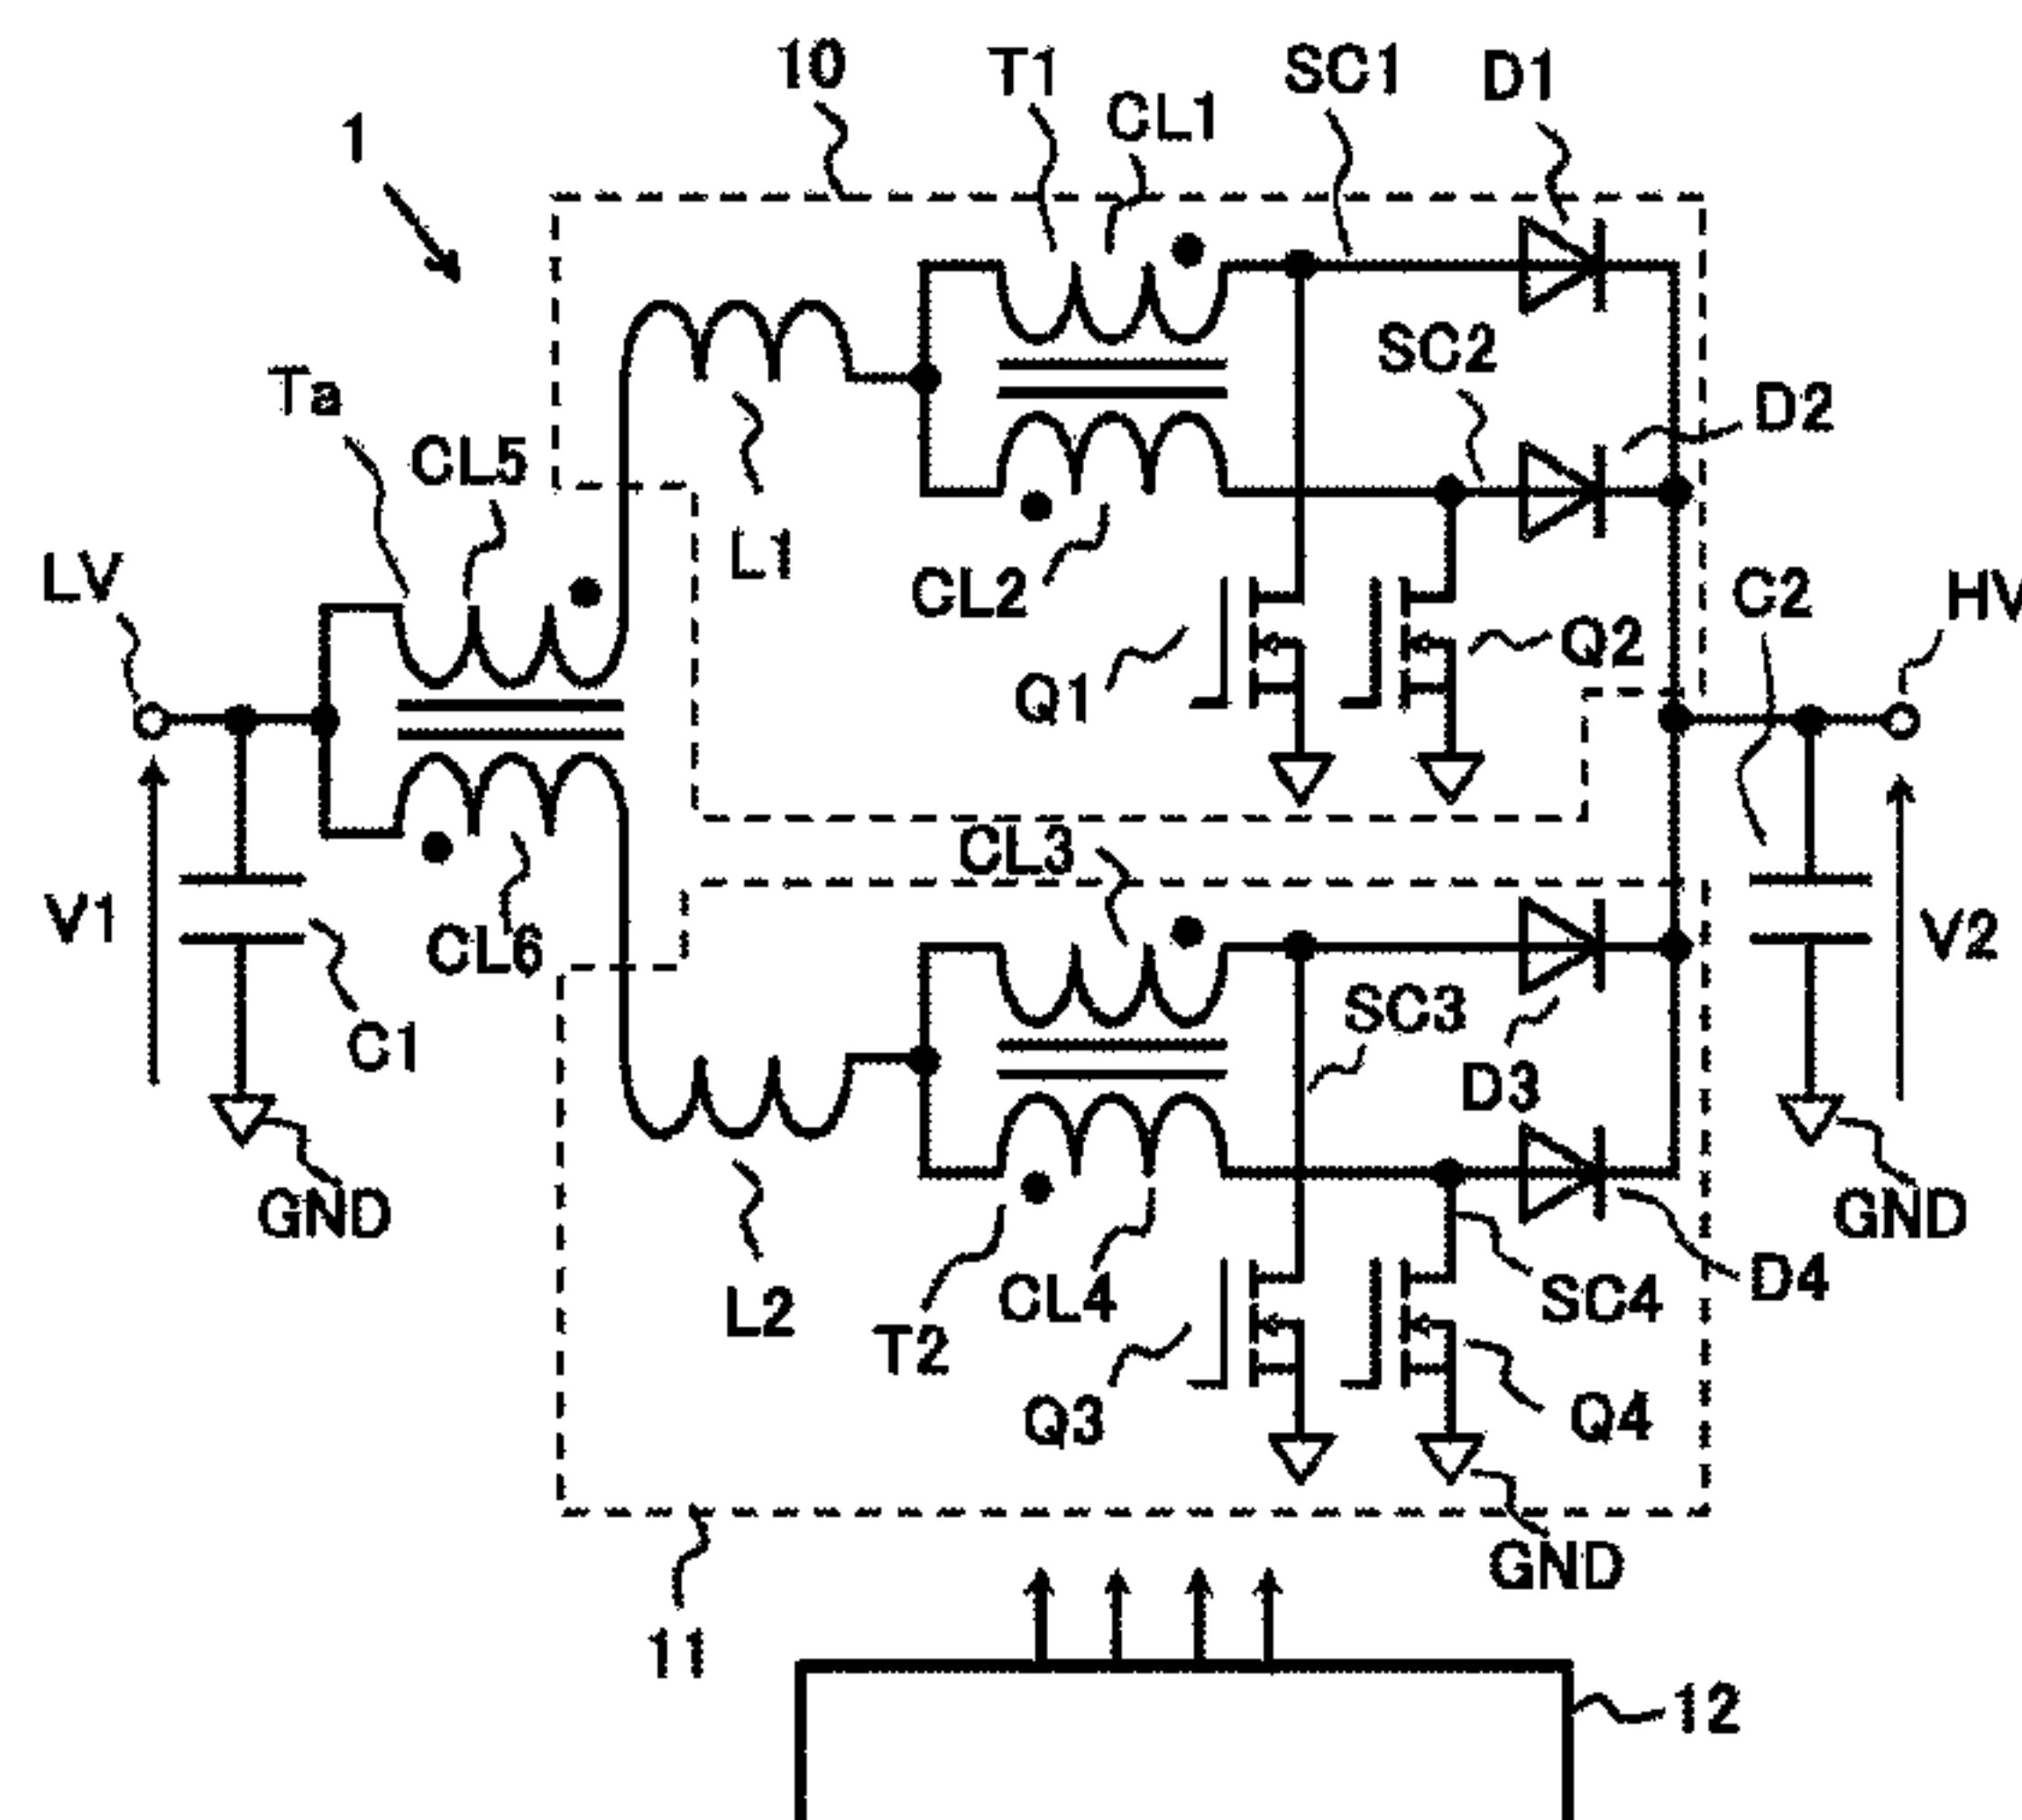 10
T1
SC1
D1
CL1
1
SC2
Ta
D2
CL5
L1
LV
CL2
C2
HV
Q2
Q1
CL3
V1
CL6
V2
SC3
C1
D3
GND
GND
L2
CL4
SC4
D4
T2
Q3
Q4
GND
11
12